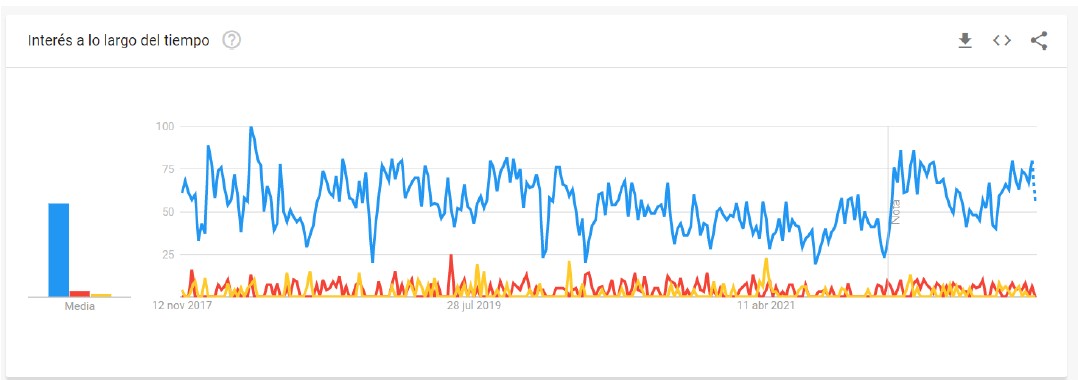 Interés a lo largo del tiempo
100
75
50
25
Nota
Media
12 nov 2017
28 jul 2019
11 abr 2021